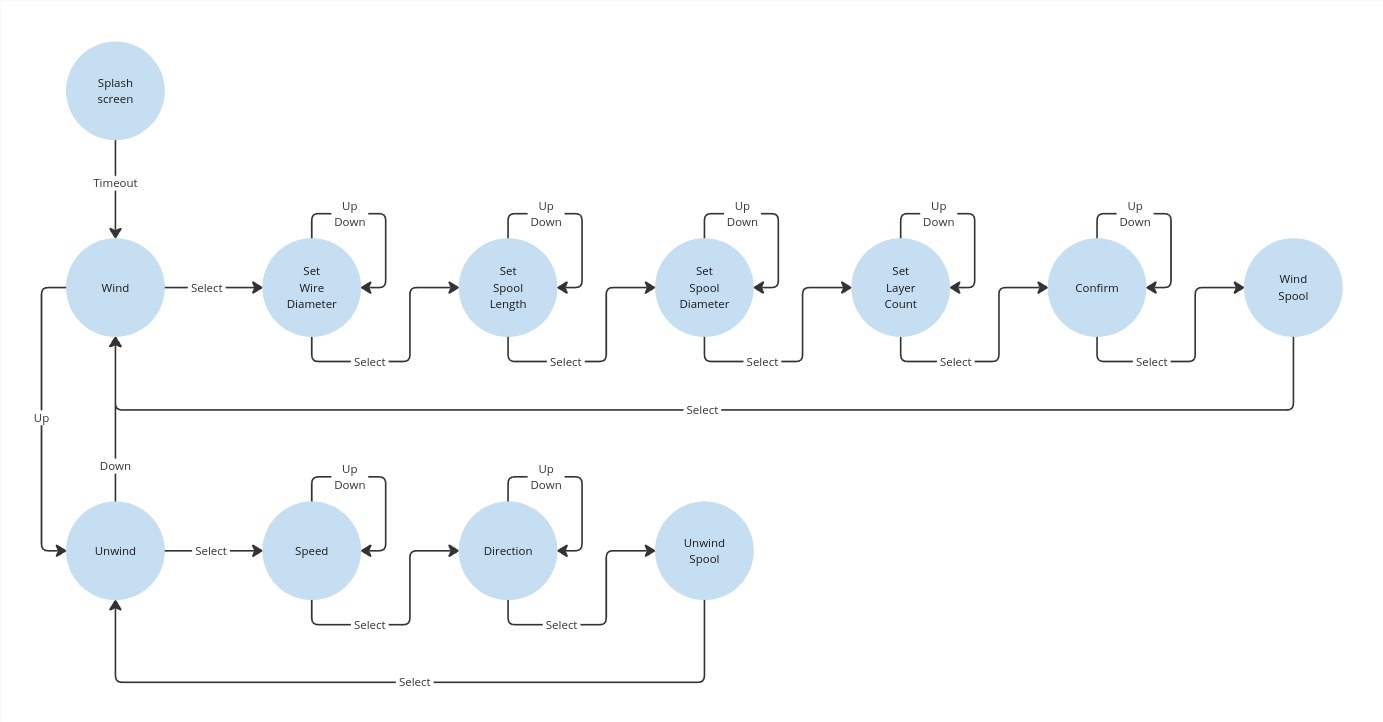 Splash
screen
Timeout
Up
Down
Up
Down
Up
Down
Up
Down
Up
Down
Wind
Select
Set
Wire
Diameter
Set
Spool
Length
Set
Spool
Diameter
Set
Layer
Count
Confirm
Wind
Spool
Select
Select
Select
Select
Select
Select
Up
Down
Up
Down
Up
Down
Unwind
Select
Speed
Direction
Unwind
Spool
Select
Select
Select